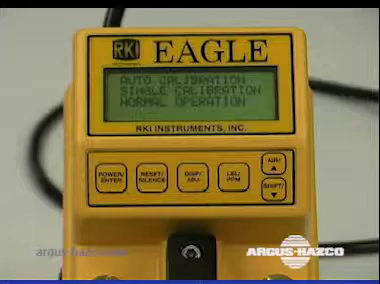 RKI EAGLE
AUTO CALIBRATION
SINGLE CALIBRATION
NORMAL OPERATION
RKI INSTRUMENTS, INC.
POWER/ RESET/ DISP/ LEL/ AIR/
ENTER SILENCE ADJ PPM
SHIFT/
argus-hazco
ARGUS-HAZCO